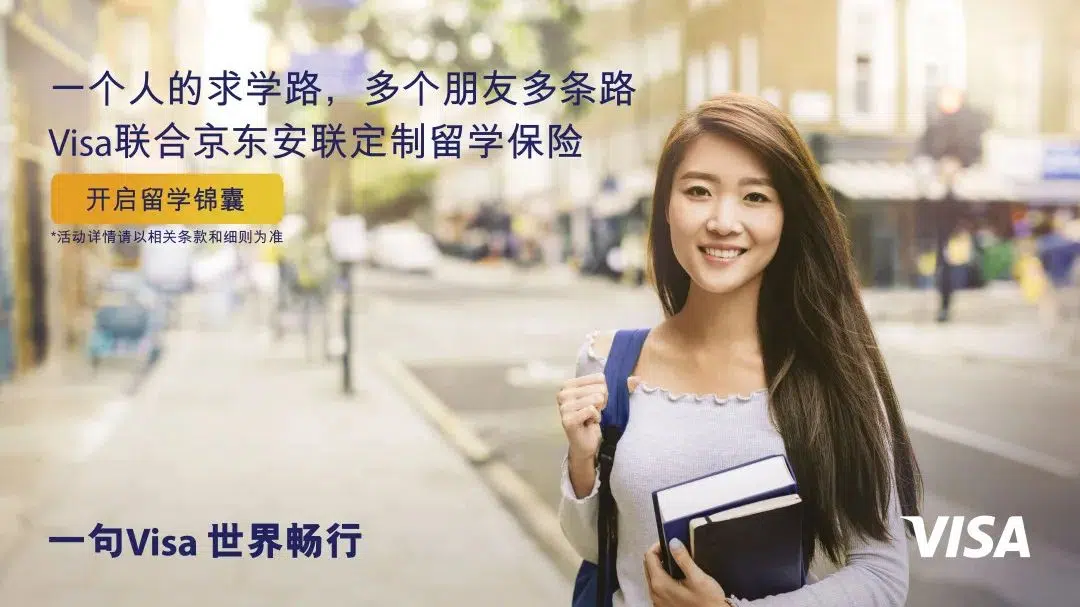 一个人的求学路，多个朋友多条路
Visa联合京东安联定制留学保险
开启留学锦囊
*活动详情请以相关条款和细则为准
一句Visa 世界畅行
VISA